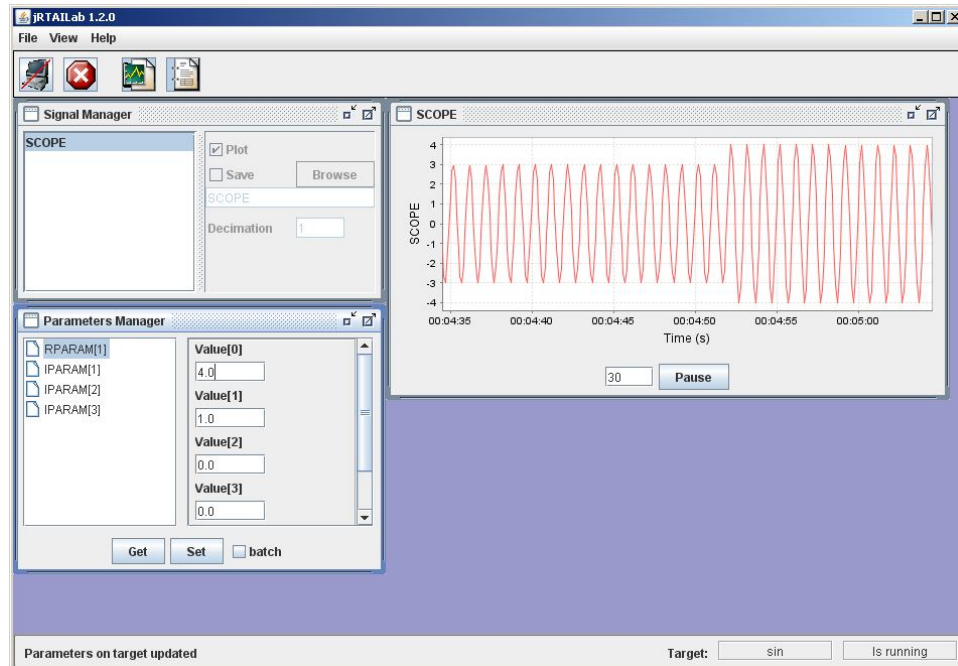 jRTAILab 1.2.0
File View Help
Signal Manager
SCOPE
Plot
Save Browse
SCOPE
Decimation 1
SCOPE
4
3
2
1
0
-1
-2
-3
-4
SCOPE
00:04:35 00:04:40 00:04:45 00:04:50 00:04:55 00:05:00
Time (s)
30 Pause
Parameters Manager
RPARAM[1]
IPARAM[1]
IPARAM[2]
IPARAM[3]
Value[0]
4.0
Value[1]
1.0
Value[2]
0.0
Value[3]
0.0
Get Set batch
Parameters on target updated Target: sin Is running